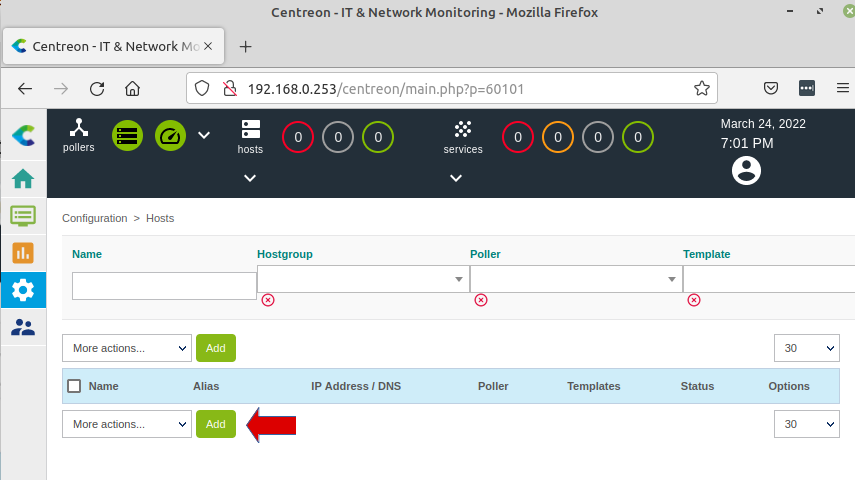 Centreon - IT & Network Monitoring - Mozilla Firefox
Centreon - IT & Network Mo
192.168.0.253/centreon/main.php?p=60101
pollers
hosts
0 0 0
services
0 0 0 0
March 24, 2022
7:01 PM
Configuration > Hosts
Name Hostgroup Poller Template
More actions... Add 30
Name Alias IP Address / DNS Poller Templates Status Options
More actions... Add 30